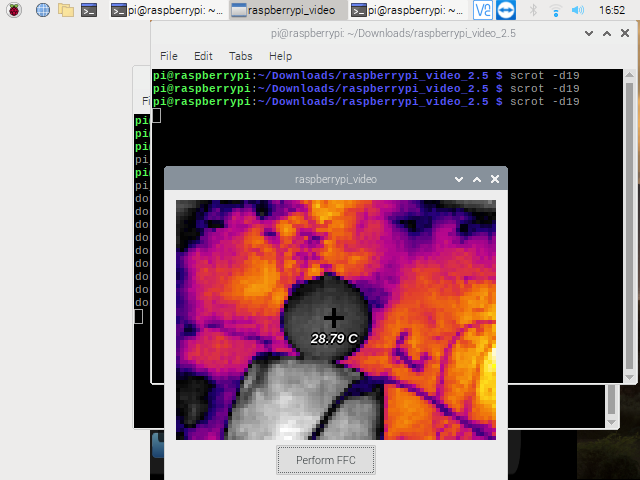 pi@raspberrypi: ~...
raspberrypi_video
pi@raspberrypi: ~...
V2
16:52
pi@raspberrypi ~/Downloads/raspberrypi_video_2.5
File Edit Tabs Help
pi@raspberrypi:~/Downloads/raspberrypi_video_2.5 $ scrot -d19
pi@raspberrypi:~/Downloads/raspberrypi_video_2.5 $ scrot -d19
pi@raspberrypi:~/Downloads/raspberrypi_video_2.5 $ scrot -d19
Fi
pi
pi
pi
pi
pi
pi
do
do
do
do
do
do
do
do
do
raspberrypi_video
28.79 C
Perform FFC